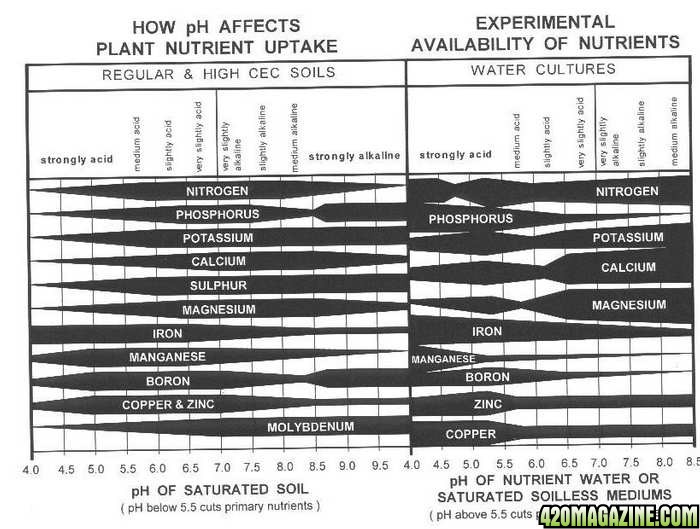 HOW pH AFFECTS
PLANT NUTRIENT UPTAKE
REGULAR & HIGH CEC SOILS
strongly acid
medium acid
slightly acid
very slightly acid
very slightly
alkaline
slightly alkaline
medium alkaline
strongly alkaline
NITROGEN
PHOSPHORUS
POTASSIUM
CALCIUM
SULPHUR
MAGNESIUM
IRON
MANGANESE
BORON
COPPER & ZINC
MOLYBDENUM
4.0 4.5 5.0 5.5 6.0 6.5 7.0 7.5 8.0 8.5 9.0 9.5
pH OF SATURATED SOIL
( pH below 5.5 cuts primary nutrients )
EXPERIMENTAL
AVAILABILITY OF NUTRIENTS
WATER CULTURES
strongly acid
medium acid
slightly acid
very slightly acid
very slightly
alkaline
slightly alkaline
medium alkaline
NITROGEN
PHOSPHORUS
POTASSIUM
CALCIUM
MAGNESIUM
IRON
MANGANESE
BORON
ZINC
COPPER
4.0 4.5 5.0 5.5 6.0 6.5 7.0 7.5 8.0 8.5
pH OF NUTRIENT WATER OR
SATURATED SOILLESS MEDIUMS
( pH above 5.5 cuts
420MAGAZINE.COM